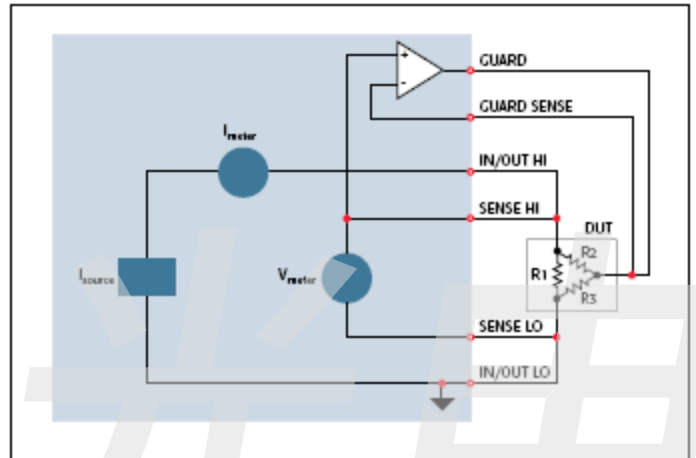 GUARD
GUARD SENSE
Imeter
IN/OUT HI
SENSE HI
DUT
R2
Isource
Vmeter
R1
R3
SENSE LO
IN/OUT LO
+
-